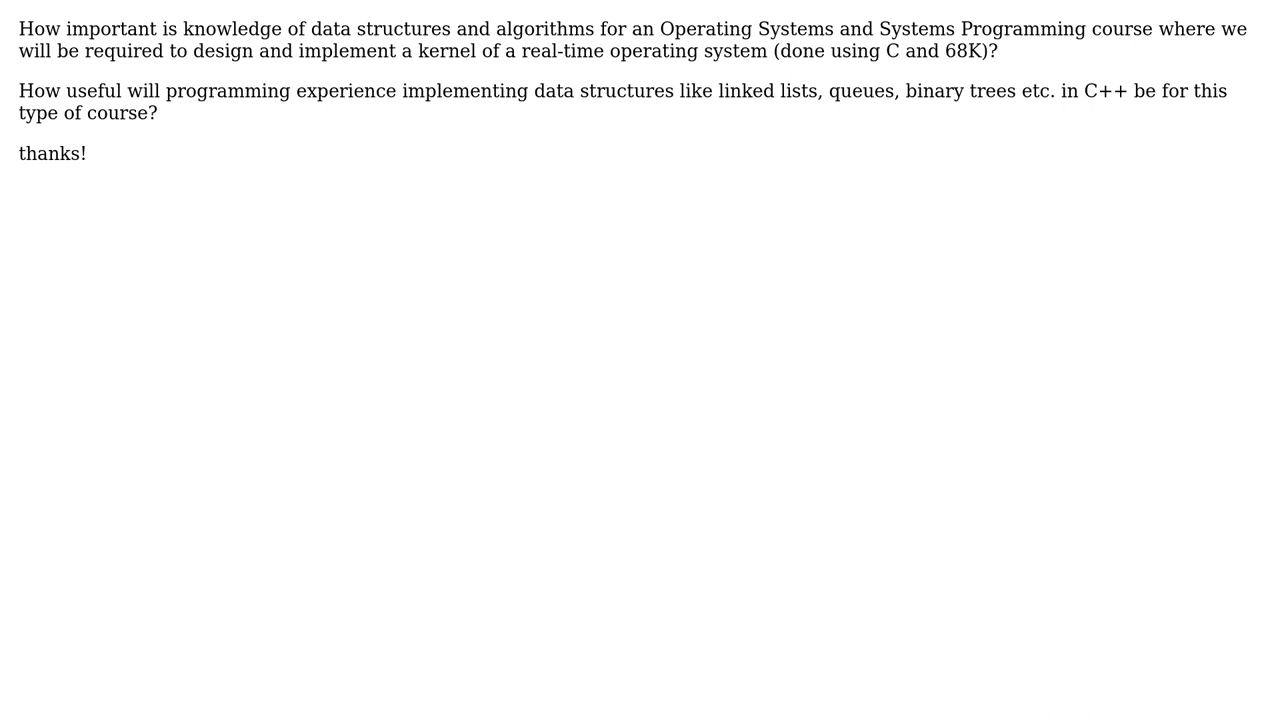 How important is knowledge of data structures and algorithms for an Operating Systems and Systems Programming course where we
will be required to design and implement a kernel of a real-time operating system (done using C and 68K)?
How useful will programming experience implementing data structures like linked lists, queues, binary trees etc. in C++ be for this
type of course?
thanks!